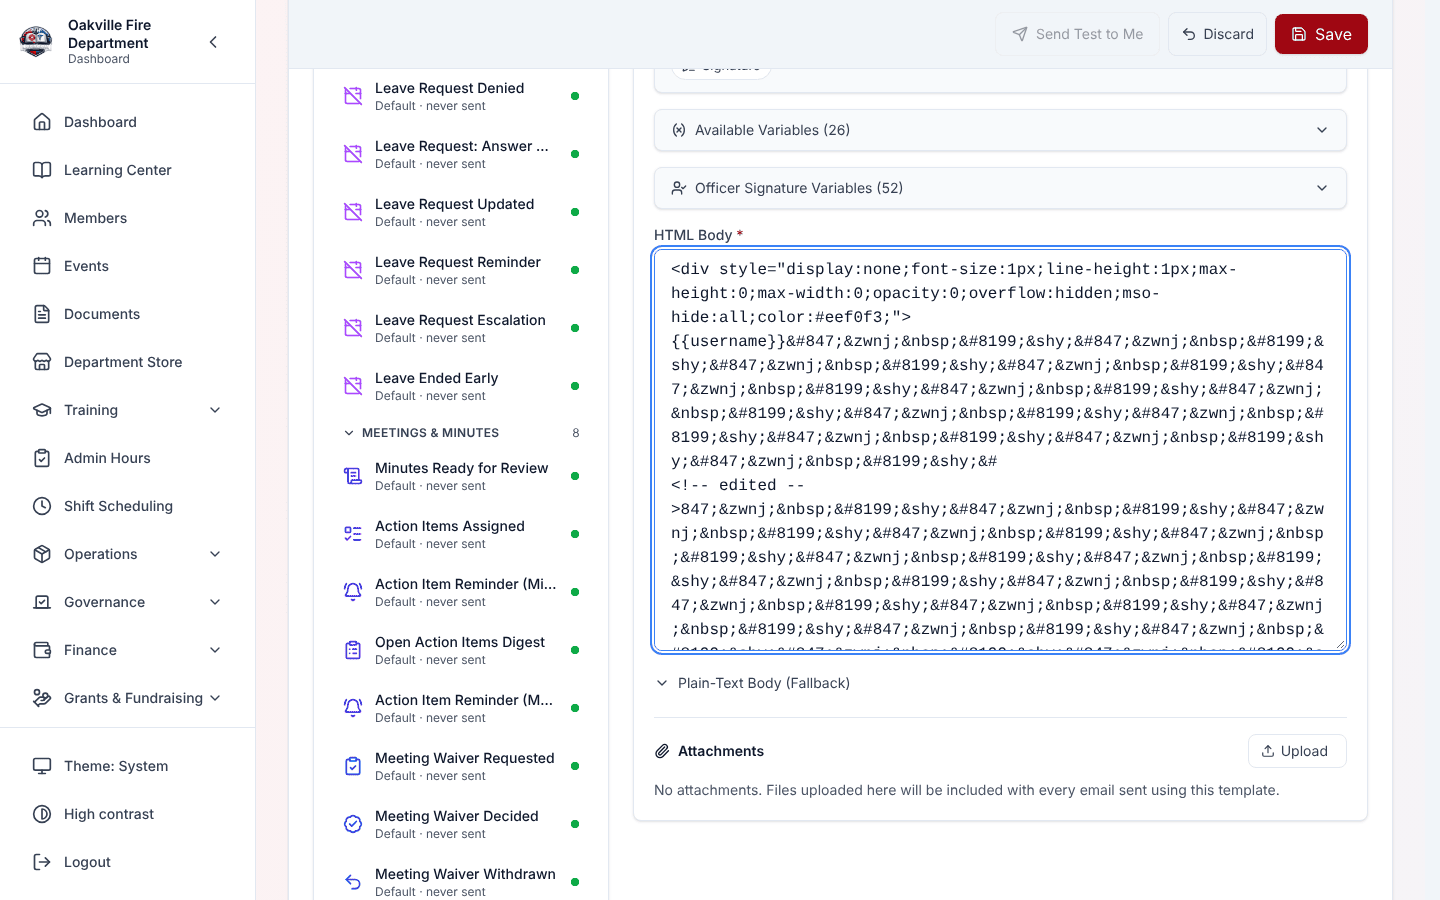 Oakville Fire
Department
Dashboard
Dashboard
Learning Center
Members
Events
Documents
Department Store
Training
Admin Hours
Shift Scheduling
Operations
Governance
Finance
Grants & Fundraising
Theme: System
High contrast
Logout
Send Test to Me
Discard
Save
Leave Request Denied
Default · never sent
Leave Request: Answer ...
Default · never sent
Leave Request Updated
Default · never sent
Leave Request Reminder
Default · never sent
Leave Request Escalation
Default · never sent
Leave Ended Early
Default · never sent
MEETINGS & MINUTES 8
Minutes Ready for Review
Default · never sent
Action Items Assigned
Default · never sent
Action Item Reminder (Mi...
Default · never sent
Open Action Items Digest
Default · never sent
Action Item Reminder (M...
Default · never sent
Meeting Waiver Requested
Default · never sent
Meeting Waiver Decided
Default · never sent
Meeting Waiver Withdrawn
Default · never sent
Signature
Available Variables (26)
Officer Signature Variables (52)
HTML Body *
<div style="display:none;font-size:1px;line-height:1px;max-
height:0;max-width:0;opacity:0;overflow:hidden;mso-
hide:all;color:#eef0f3;">
{{username}}&#847;&zwnj;&nbsp;&#8199;&shy;&#847;&zwnj;&nbsp;&#8199;&
shy;&#847;&zwnj;&nbsp;&#8199;&shy;&#847;&zwnj;&nbsp;&#8199;&shy;&#84
7;&zwnj;&nbsp;&#8199;&shy;&#847;&zwnj;&nbsp;&#8199;&shy;&#847;&zwnj;
&nbsp;&#8199;&shy;&#847;&zwnj;&nbsp;&#8199;&shy;&#847;&zwnj;&nbsp;&#
8199;&shy;&#847;&zwnj;&nbsp;&#8199;&shy;&#847;&zwnj;&nbsp;&#8199;&sh
y;&#847;&zwnj;&nbsp;&#8199;&shy;&#
<!-- edited --
>847;&zwnj;&nbsp;&#8199;&shy;&#847;&zwnj;&nbsp;&#8199;&shy;&#847;&zw
nj;&nbsp;&#8199;&shy;&#847;&zwnj;&nbsp;&#8199;&shy;&#847;&zwnj;&nbsp
;&#8199;&shy;&#847;&zwnj;&nbsp;&#8199;&shy;&#847;&zwnj;&nbsp;&#8199;
&shy;&#847;&zwnj;&nbsp;&#8199;&shy;&#847;&zwnj;&nbsp;&#8199;&shy;&#8
47;&zwnj;&nbsp;&#8199;&shy;&#847;&zwnj;&nbsp;&#8199;&shy;&#847;&zwnj
;&nbsp;&#8199;&shy;&#847;&zwnj;&nbsp;&#8199;&shy;&#847;&zwnj;&nbsp;&
#8199;&shy;&#847;&zwnj;&nbsp;&#8199;&shy;&#847;&zwnj;&nbsp;&#8199;&s
Plain-Text Body (Fallback)
Attachments
Upload
No attachments. Files uploaded here will be included with every email sent using this template.